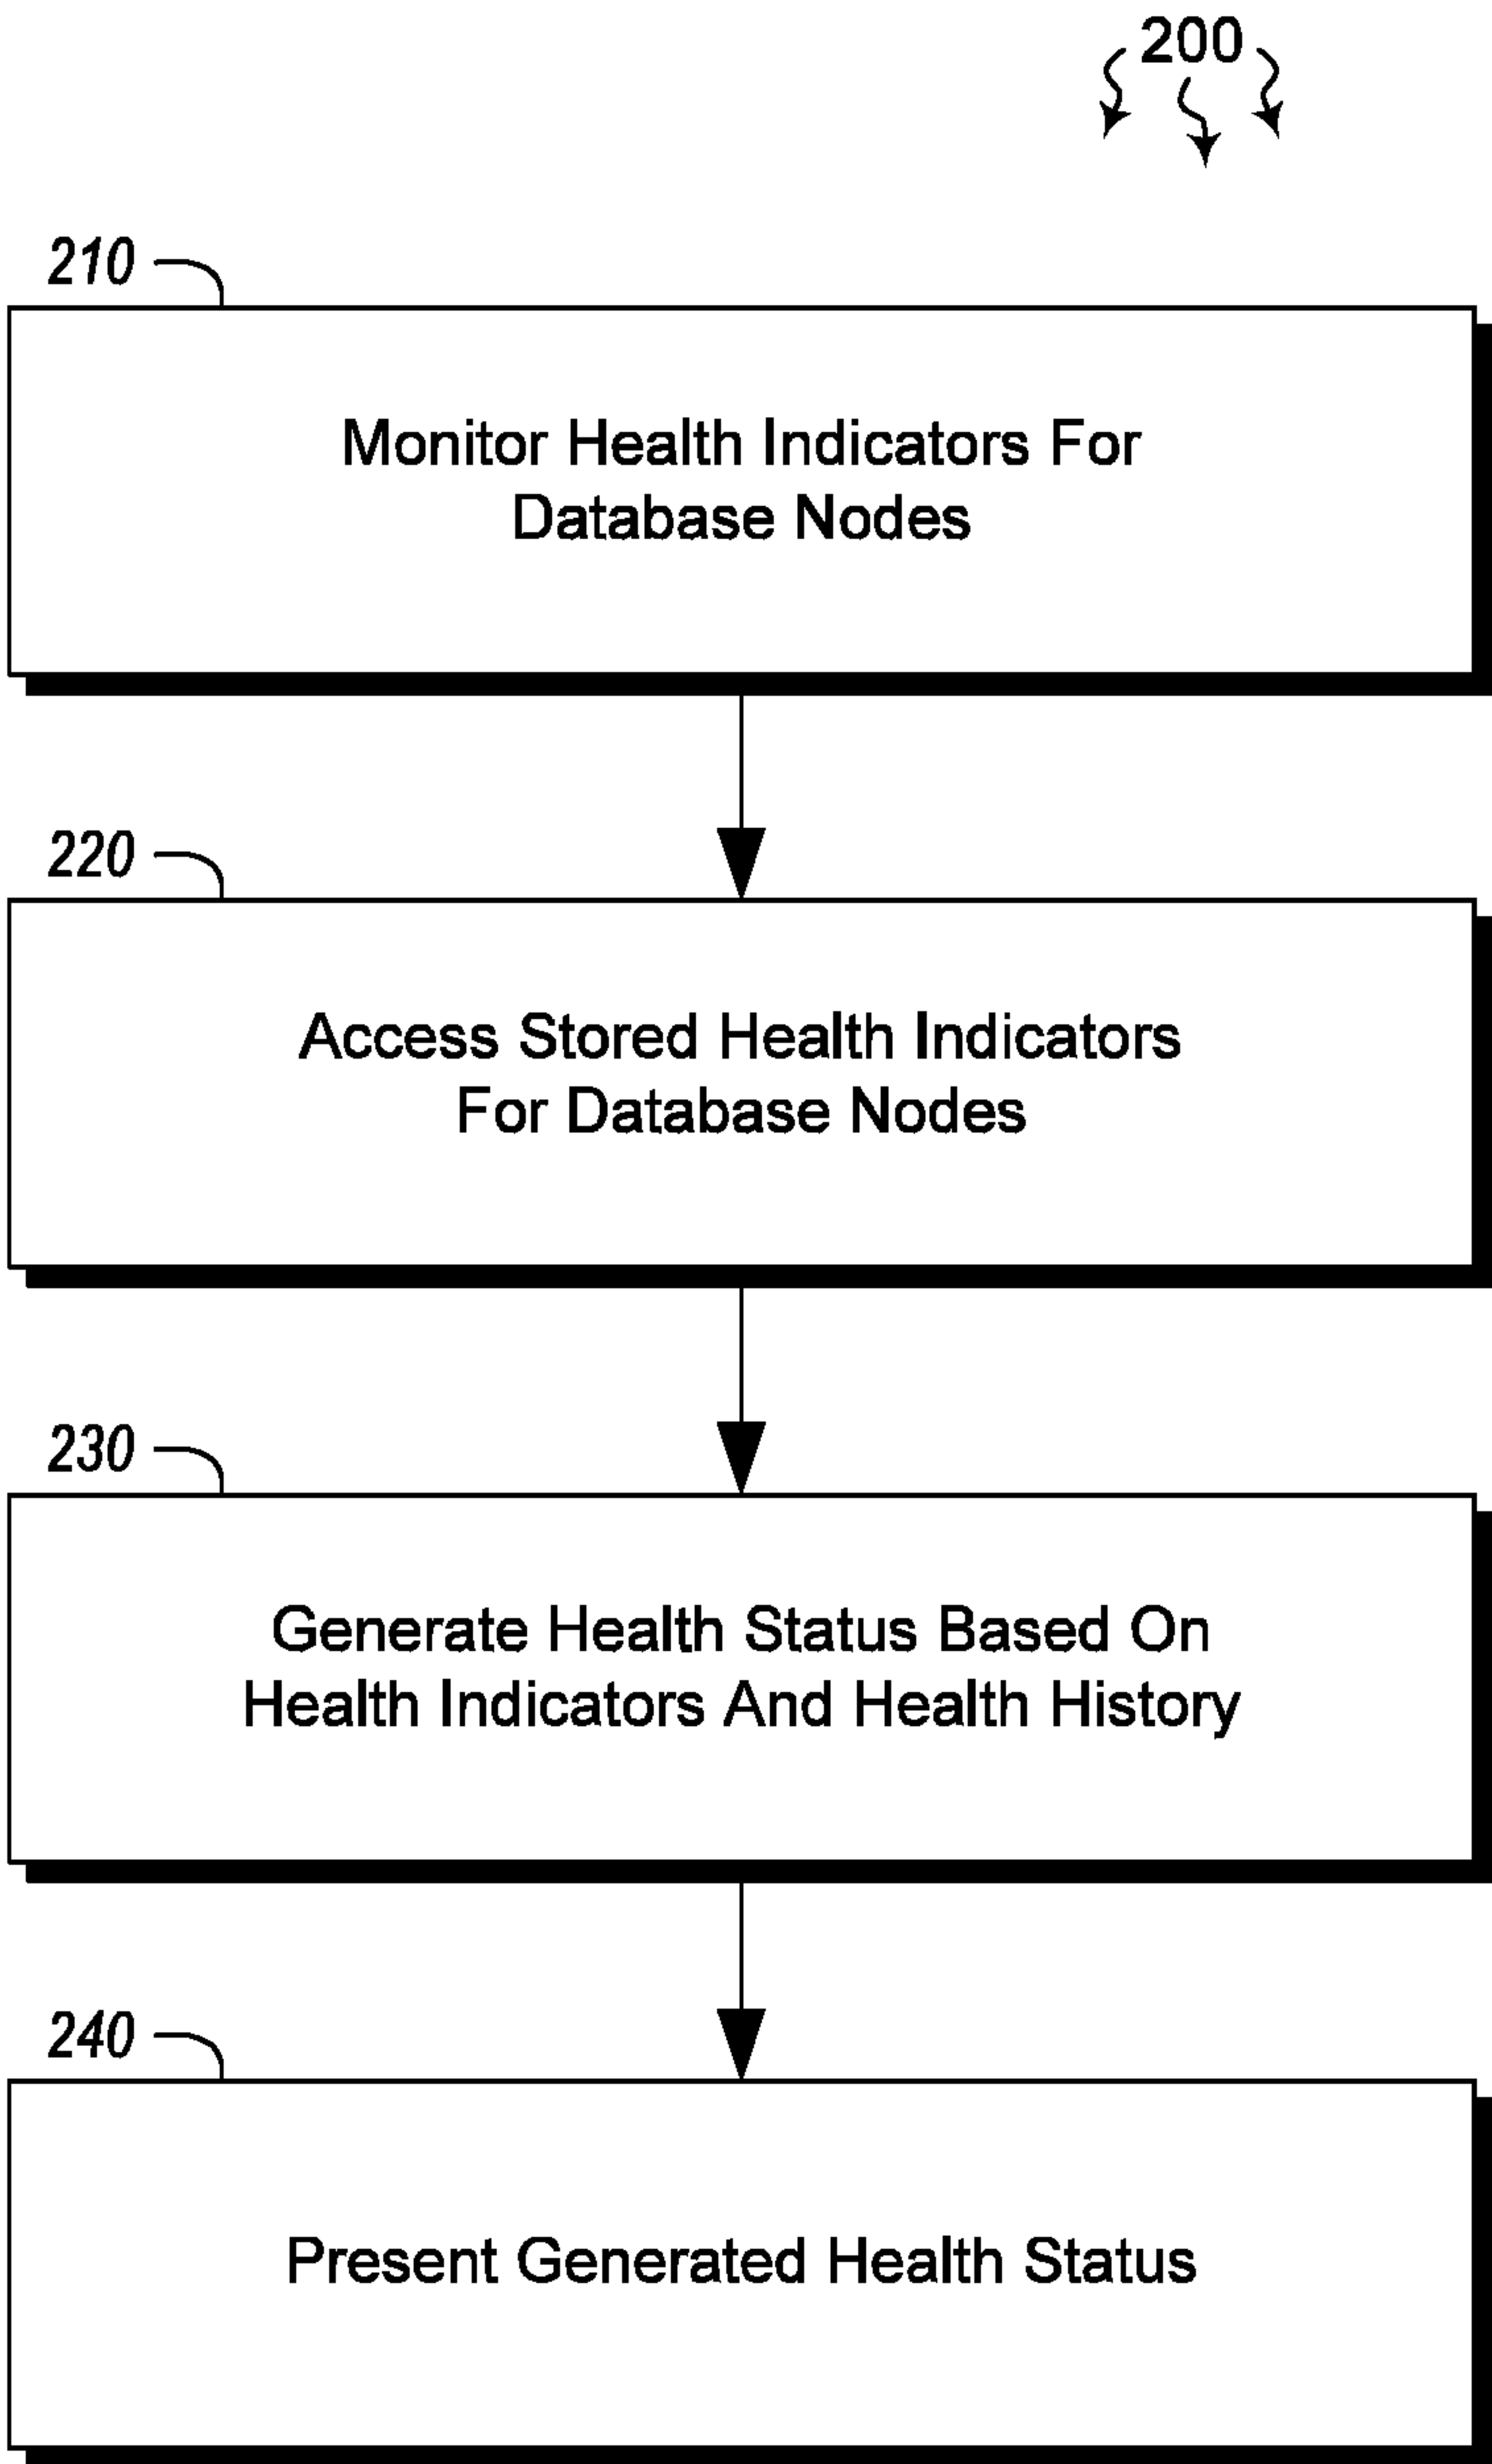 200
210
Monitor Health Indicators For
Database Nodes
220
Access Stored Health Indicators
For Database Nodes
230
Generate Health Status Based On
Health Indicators And Health History
240
Present Generated Health Status